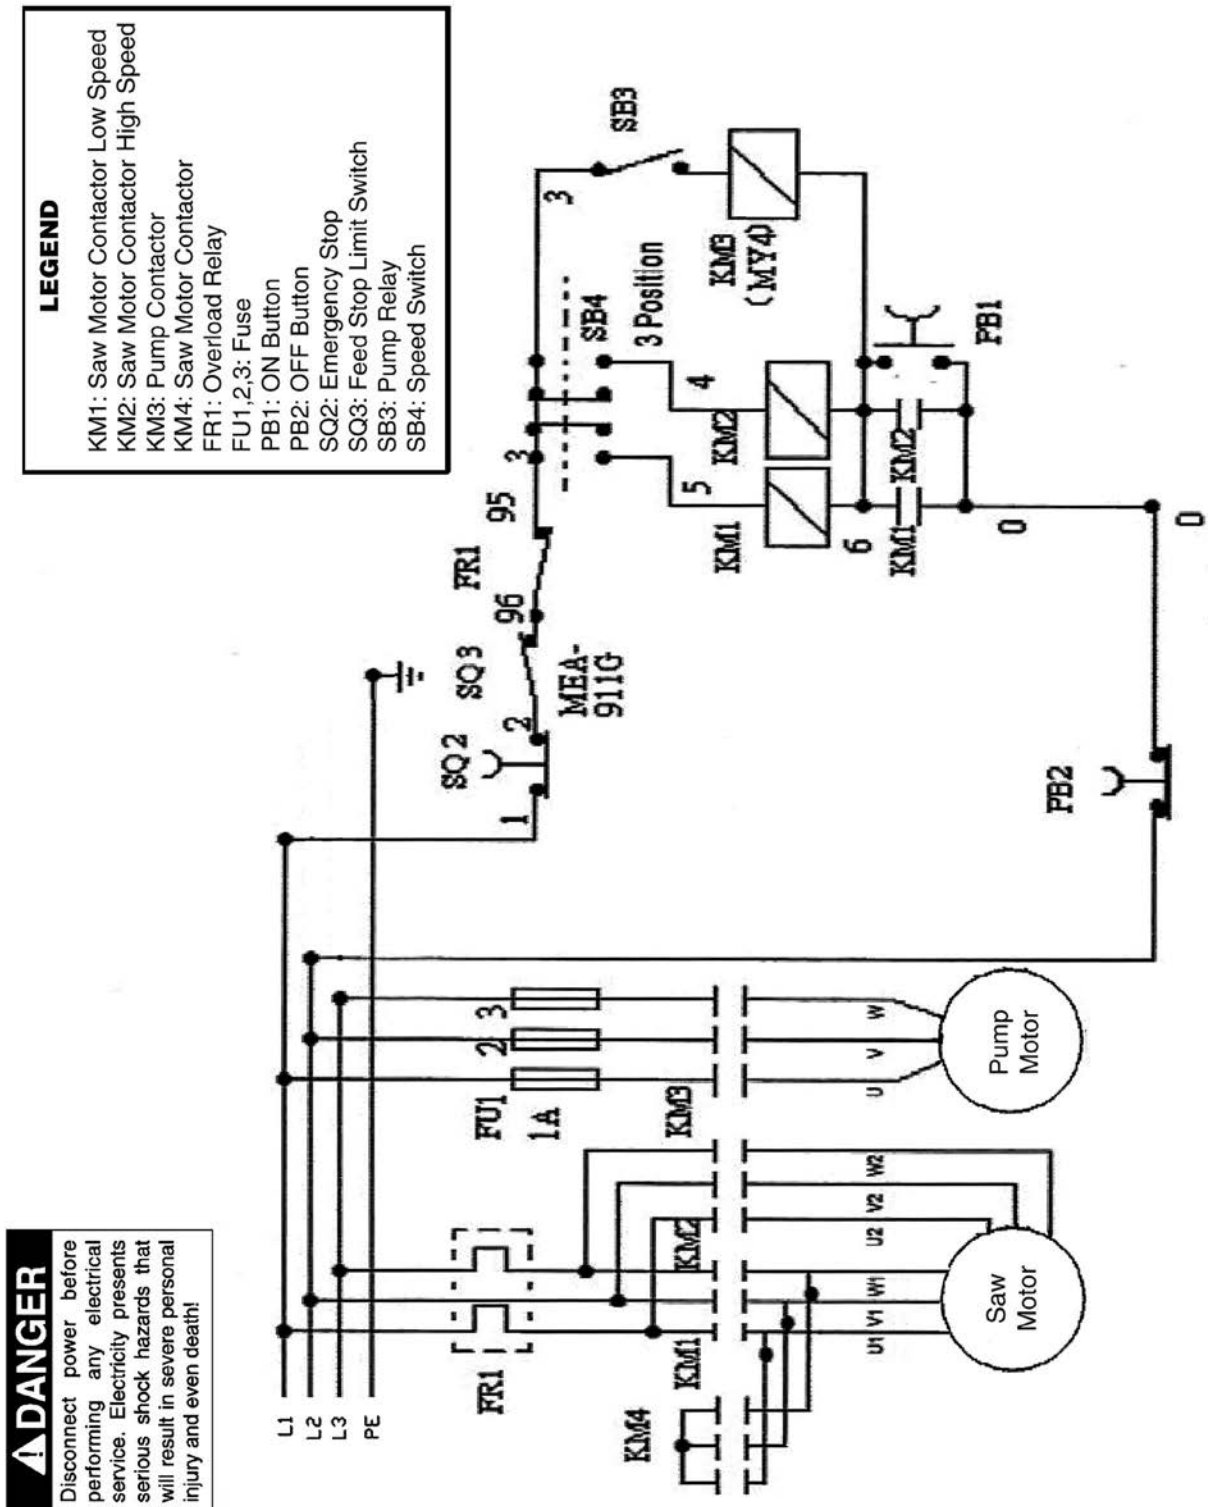 DANGER
Disconnect power before
performing any electrical
service. Electricity presents
serious shock hazards that
will result in severe personal
injury and even death!
LEGEND
KM1: Saw Motor Contactor Low Speed
KM2: Saw Motor Contactor High Speed
KM3: Pump Contactor
KM4: Saw Motor Contactor
FR1: Overload Relay
FU1,2,3: Fuse
PB1: ON Button
PB2: OFF Button
SQ2: Emergency Stop
SQ3: Feed Stop Limit Switch
SB3: Pump Relay
SB4: Speed Switch
L1
L2
L3
PE
FR1
FU1
2
3
1A
KM4
KM1
KM2
KM3
U1
V1
W1
U2
V2
W2
U
V
W
Saw
Motor
Pump
Motor
1
SQ2
2
SQ3
MEA-
911G
96
FR1
95
3
SB4
3 Position
3
SB3
5
4
KM1
KM2
KM3
(MY4)
6
KM1
KM2
PB1
0
0
PB2